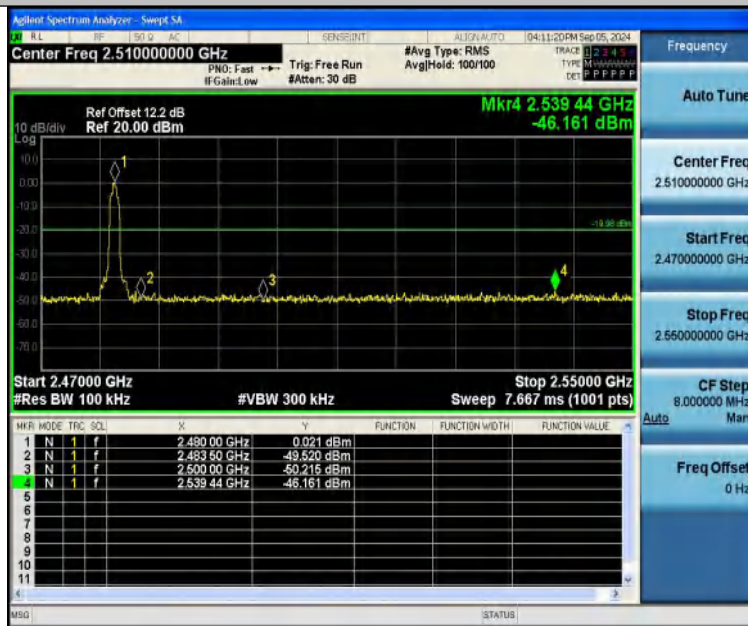 Agilent Spectrum Analyzer - Swept SA
RL RF 50 Ω AC SENSE:INT ALIGN AUTO 04:11:20PM Sep 05, 2024
Center Freq 2.510000000 GHz
PNO: Fast
IFGain:Low
Trig: Free Run
#Atten: 30 dB
#Avg Type: RMS
Avg|Hold: 100/100
TRACE 1 2 3 4 5
TYPE M
DET P P P P P P
Mkr4 2.539 44 GHz
-46.161 dBm
Ref Offset 12.2 dB
10 dB/div Ref 20.00 dBm
Log
10.0
0.00
-20.0
-30.0
-40.0
-50.0
-60.0
-70.0
1
2
3
4
-19.98 dBm
Start 2.47000 GHz Stop 2.55000 GHz
#Res BW 100 kHz #VBW 300 kHz Sweep 7.667 ms (1001 pts)
MKR MODE TRC SCL X Y FUNCTION FUNCTION WIDTH FUNCTION VALUE
1 N 1 f 2.480 00 GHz 0.021 dBm
2 N 1 f 2.483 50 GHz -49.520 dBm
3 N 1 f 2.500 00 GHz -50.215 dBm
4 N 1 f 2.539 44 GHz -46.161 dBm
5
6
7
8
9
10
11
MSG STATUS
Frequency
Auto Tune
Center Freq
2.510000000 GHz
Start Freq
2.470000000 GHz
Stop Freq
2.550000000 GHz
CF Step
8.000000 MHz
Auto Man
Freq Offset
0 Hz